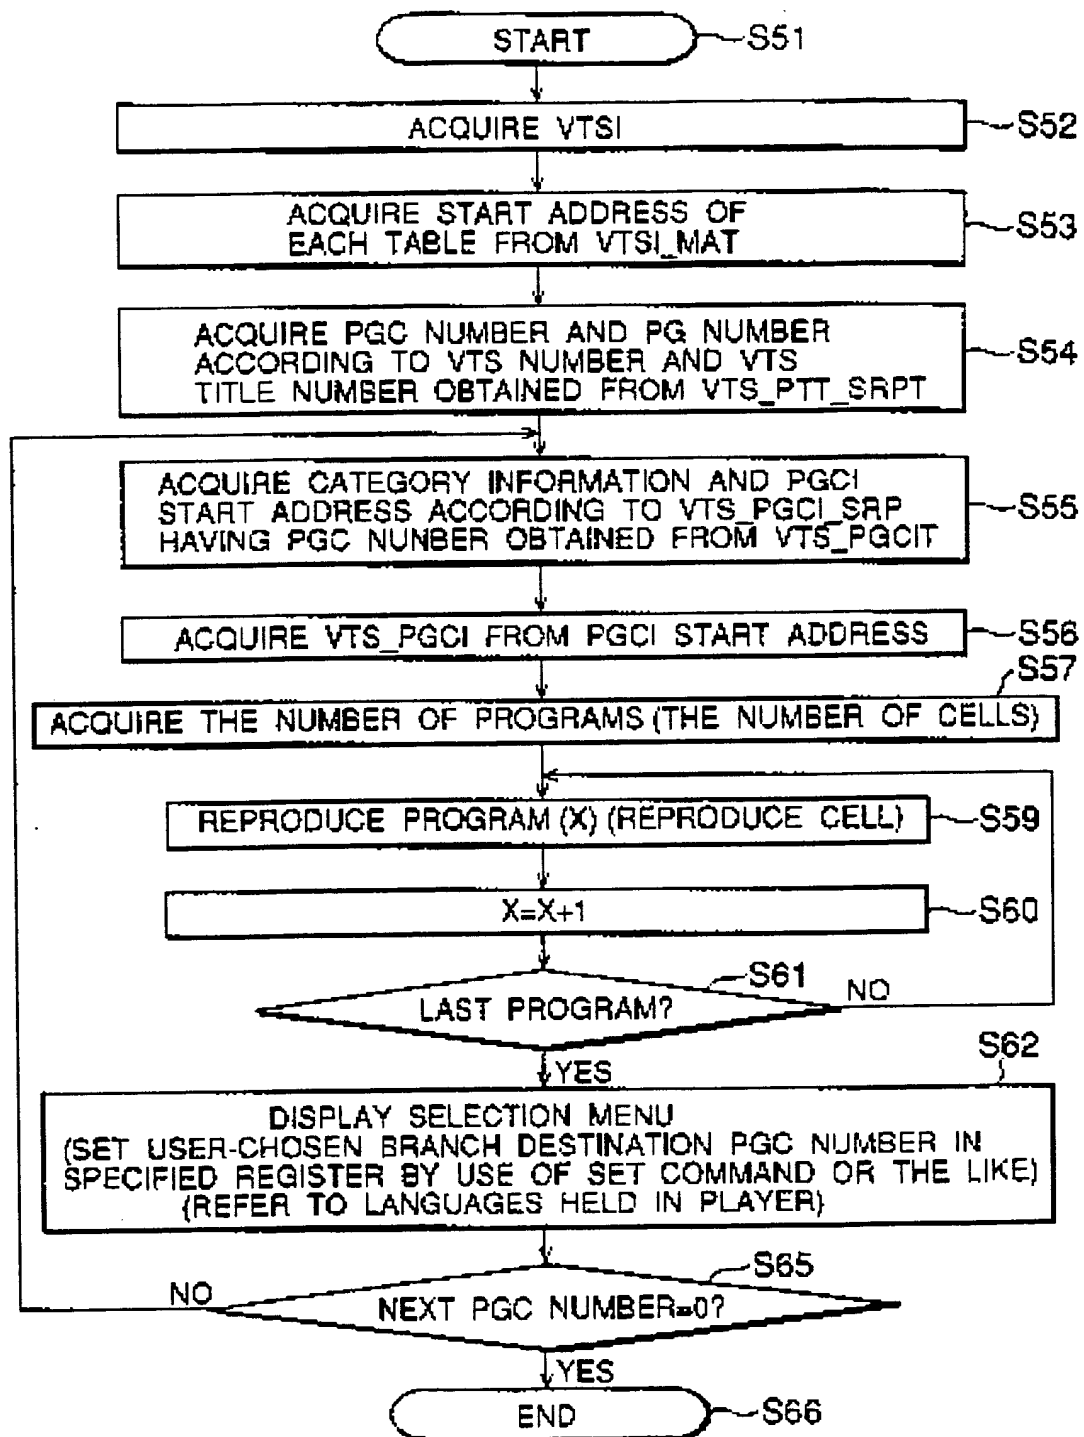 START
S51
ACQUIRE VTSI
S52
ACQUIRE START ADDRESS OF
EACH TABLE FROM VTSI_MAT
S53
ACQUIRE PGC NUMBER AND PG NUMBER
ACCORDING TO VTS NUMBER AND VTS
TITLE NUMBER OBTAINED FROM VTS_PTT_SRPT
S54
ACQUIRE CATEGORY INFORMATION AND PGCI
START ADDRESS ACCORDING TO VTS_PGCI_SRP
HAVING PGC NUNBER OBTAINED FROM VTS_PGCIT
S55
ACQUIRE VTS_PGCI FROM PGCI START ADDRESS
S56
S57
ACQUIRE THE NUMBER OF PROGRAMS (THE NUMBER OF CELLS)
REPRODUCE PROGRAM (X) (REPRODUCE CELL)
S59
X=X+1
S60
S61
LAST PROGRAM?
NO
YES
S62
DISPLAY SELECTION MENU
(SET USER-CHOSEN BRANCH DESTINATION PGC NUMBER IN
SPECIFIED REGISTER BY USE OF SET COMMAND OR THE LIKE)
(REFER TO LANGUAGES HELD IN PLAYER)
S65
NO
NEXT PGC NUMBER=0?
YES
END
S66